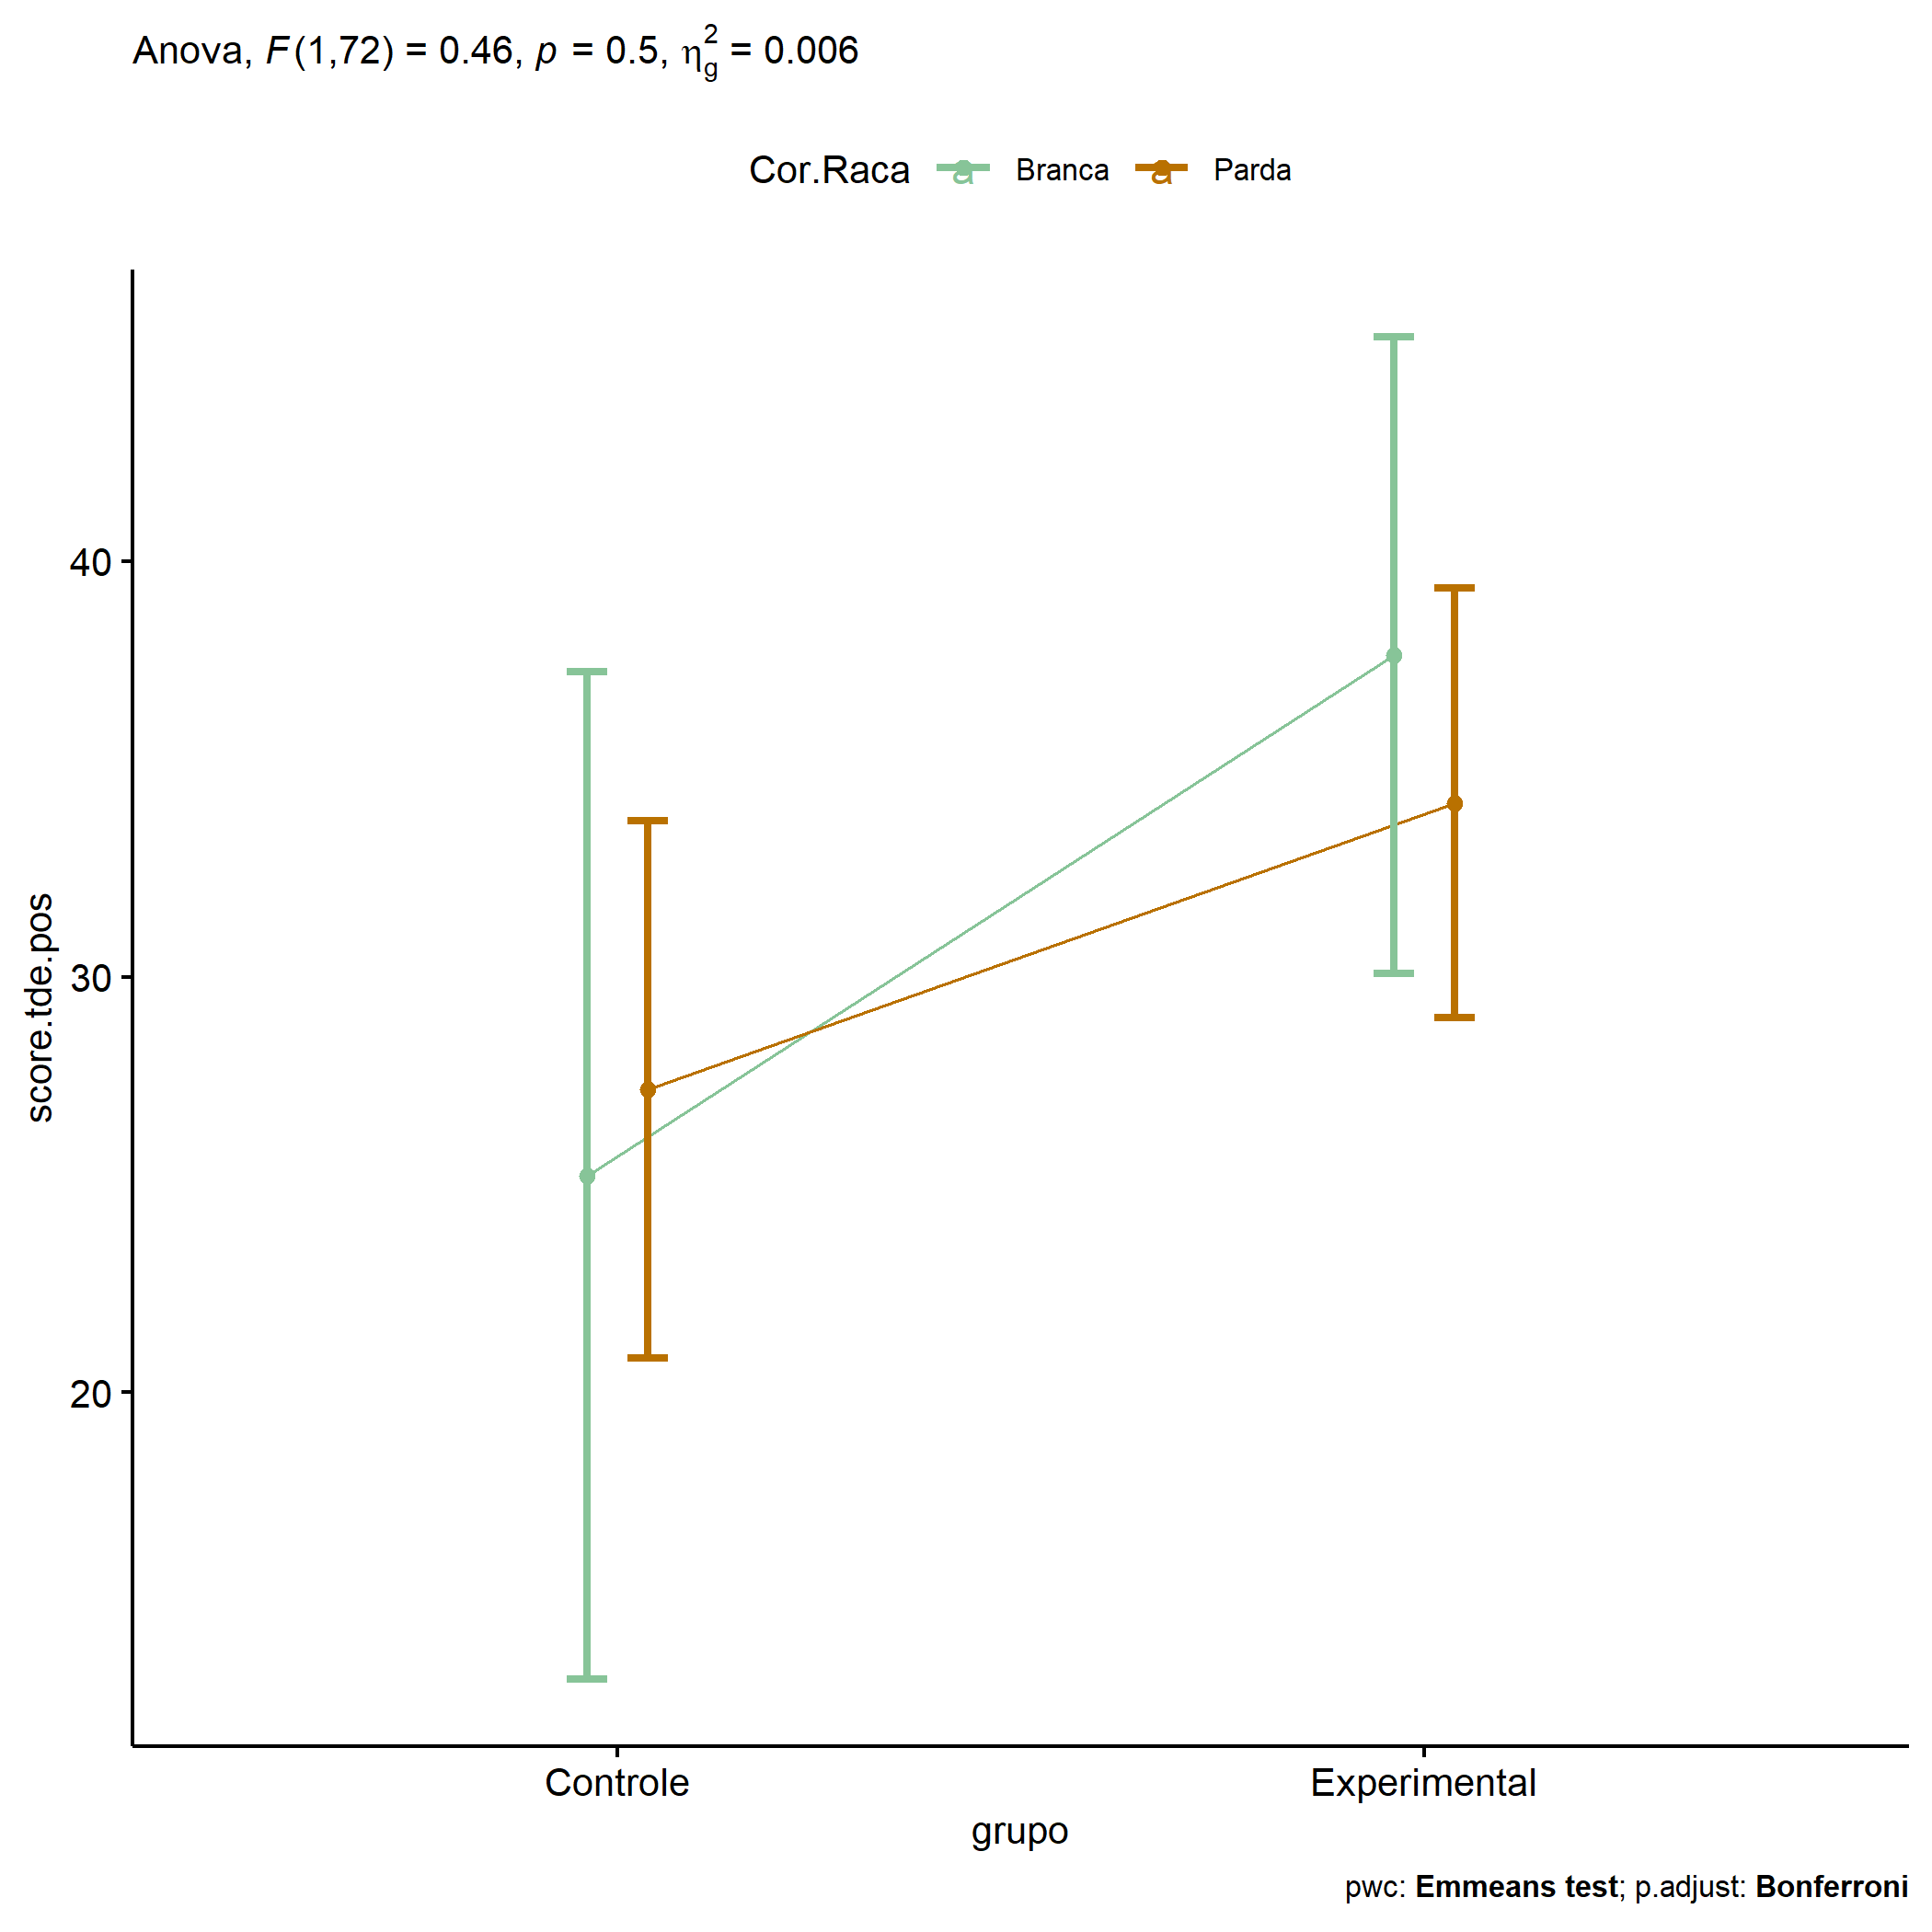 Anova, F(1,72) = 0.46, p = 0.5, η²g = 0.006
Cor.Raca a Branca a Parda
score.tde.pos
40
30
20
Controle Experimental
grupo
pwc: Emmeans test; p.adjust: Bonferroni